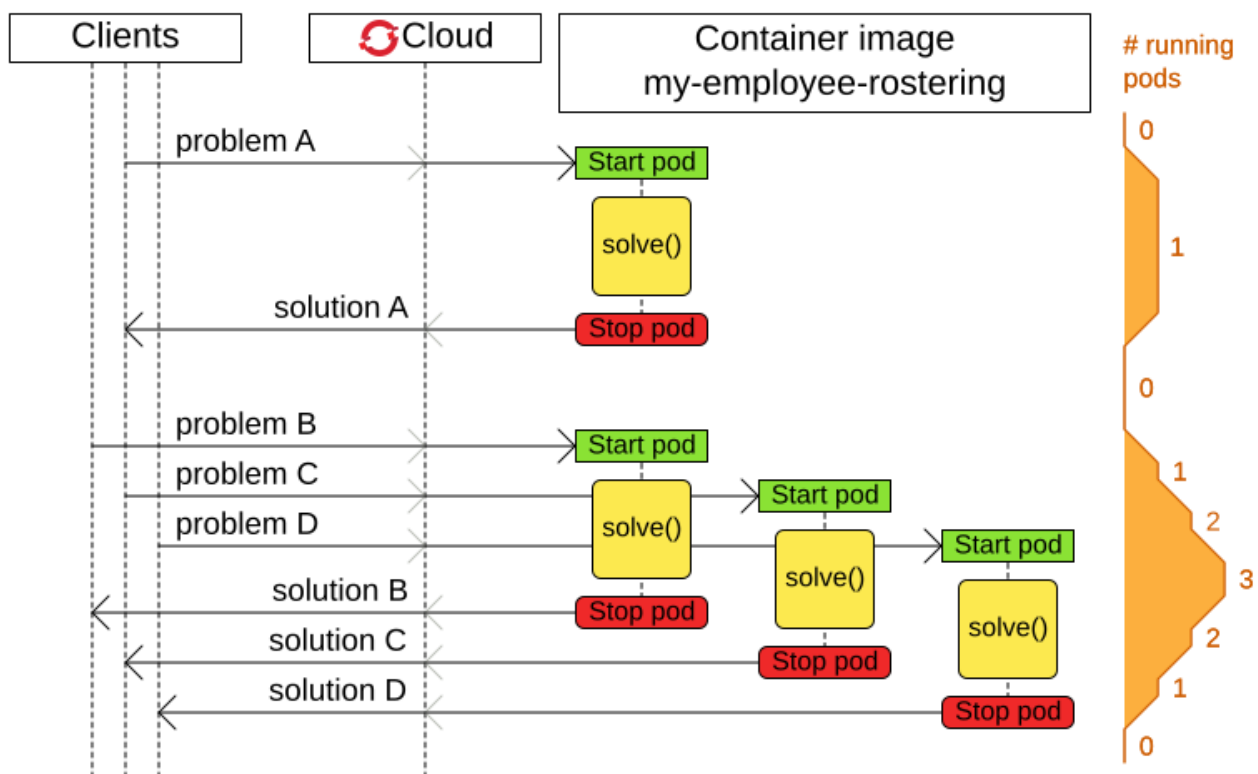 Clients
Cloud
Container image
my-employee-rostering
# running
pods
0
problem A
Start pod
solve()
1
solution A
Stop pod
0
problem B
Start pod
problem C
Start pod
1
problem D
solve()
Start pod
2
solution B
Stop pod
solve()
3
solution C
Stop pod
solve()
2
solution D
Stop pod
1
0